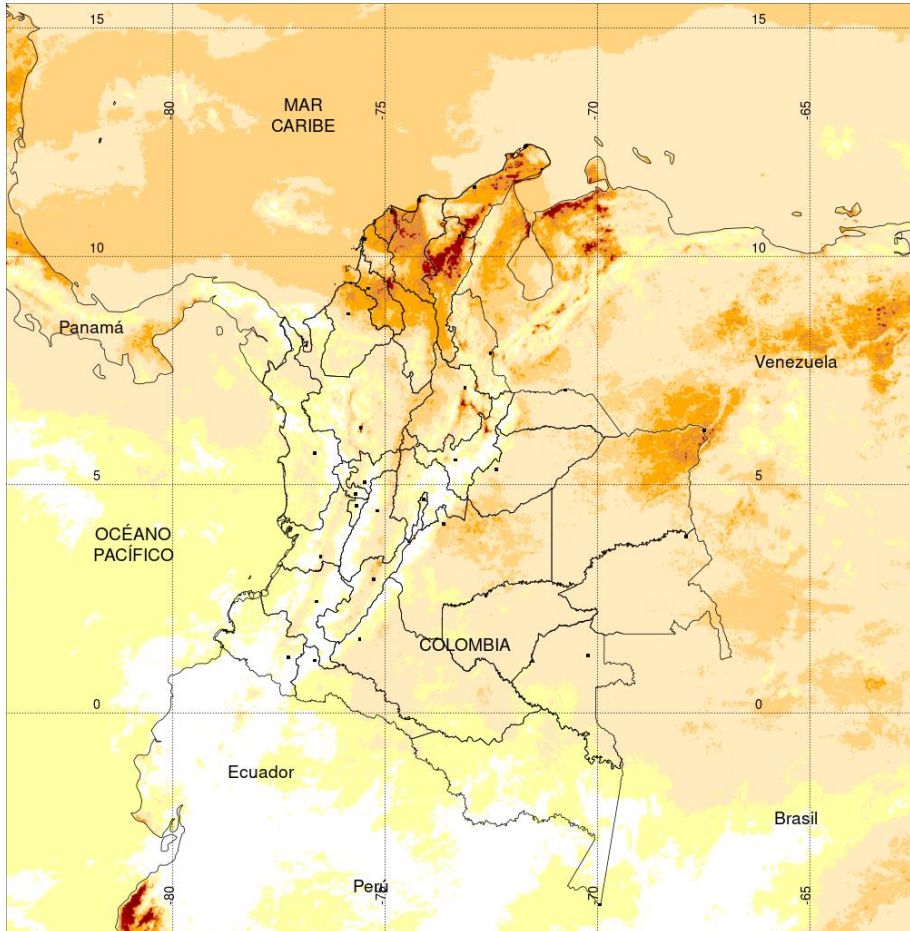 15
15
-80
-75
-70
-65
MAR
CARIBE
10
10
Panamá
Venezuela
5
5
OCÉANO
PACÍFICO
COLOMBIA
0
0
Ecuador
Brasil
Perú
-80
-75
-70
-65